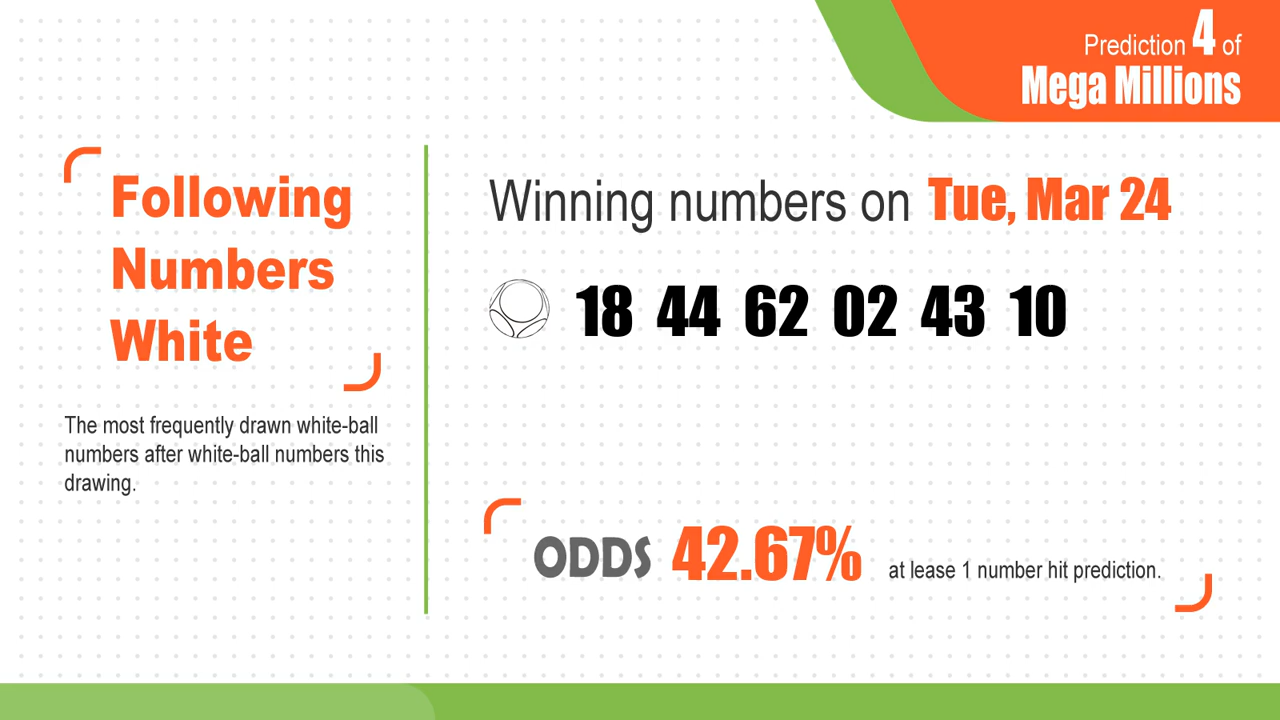 Prediction 4 of
Mega Millions
Following
Numbers
White
The most frequently drawn white-ball
numbers after white-ball numbers this
drawing.
Winning numbers on Tue, Mar 24
18 44 62 02 43 10
ODDS 42.67% at lease 1 number hit prediction.